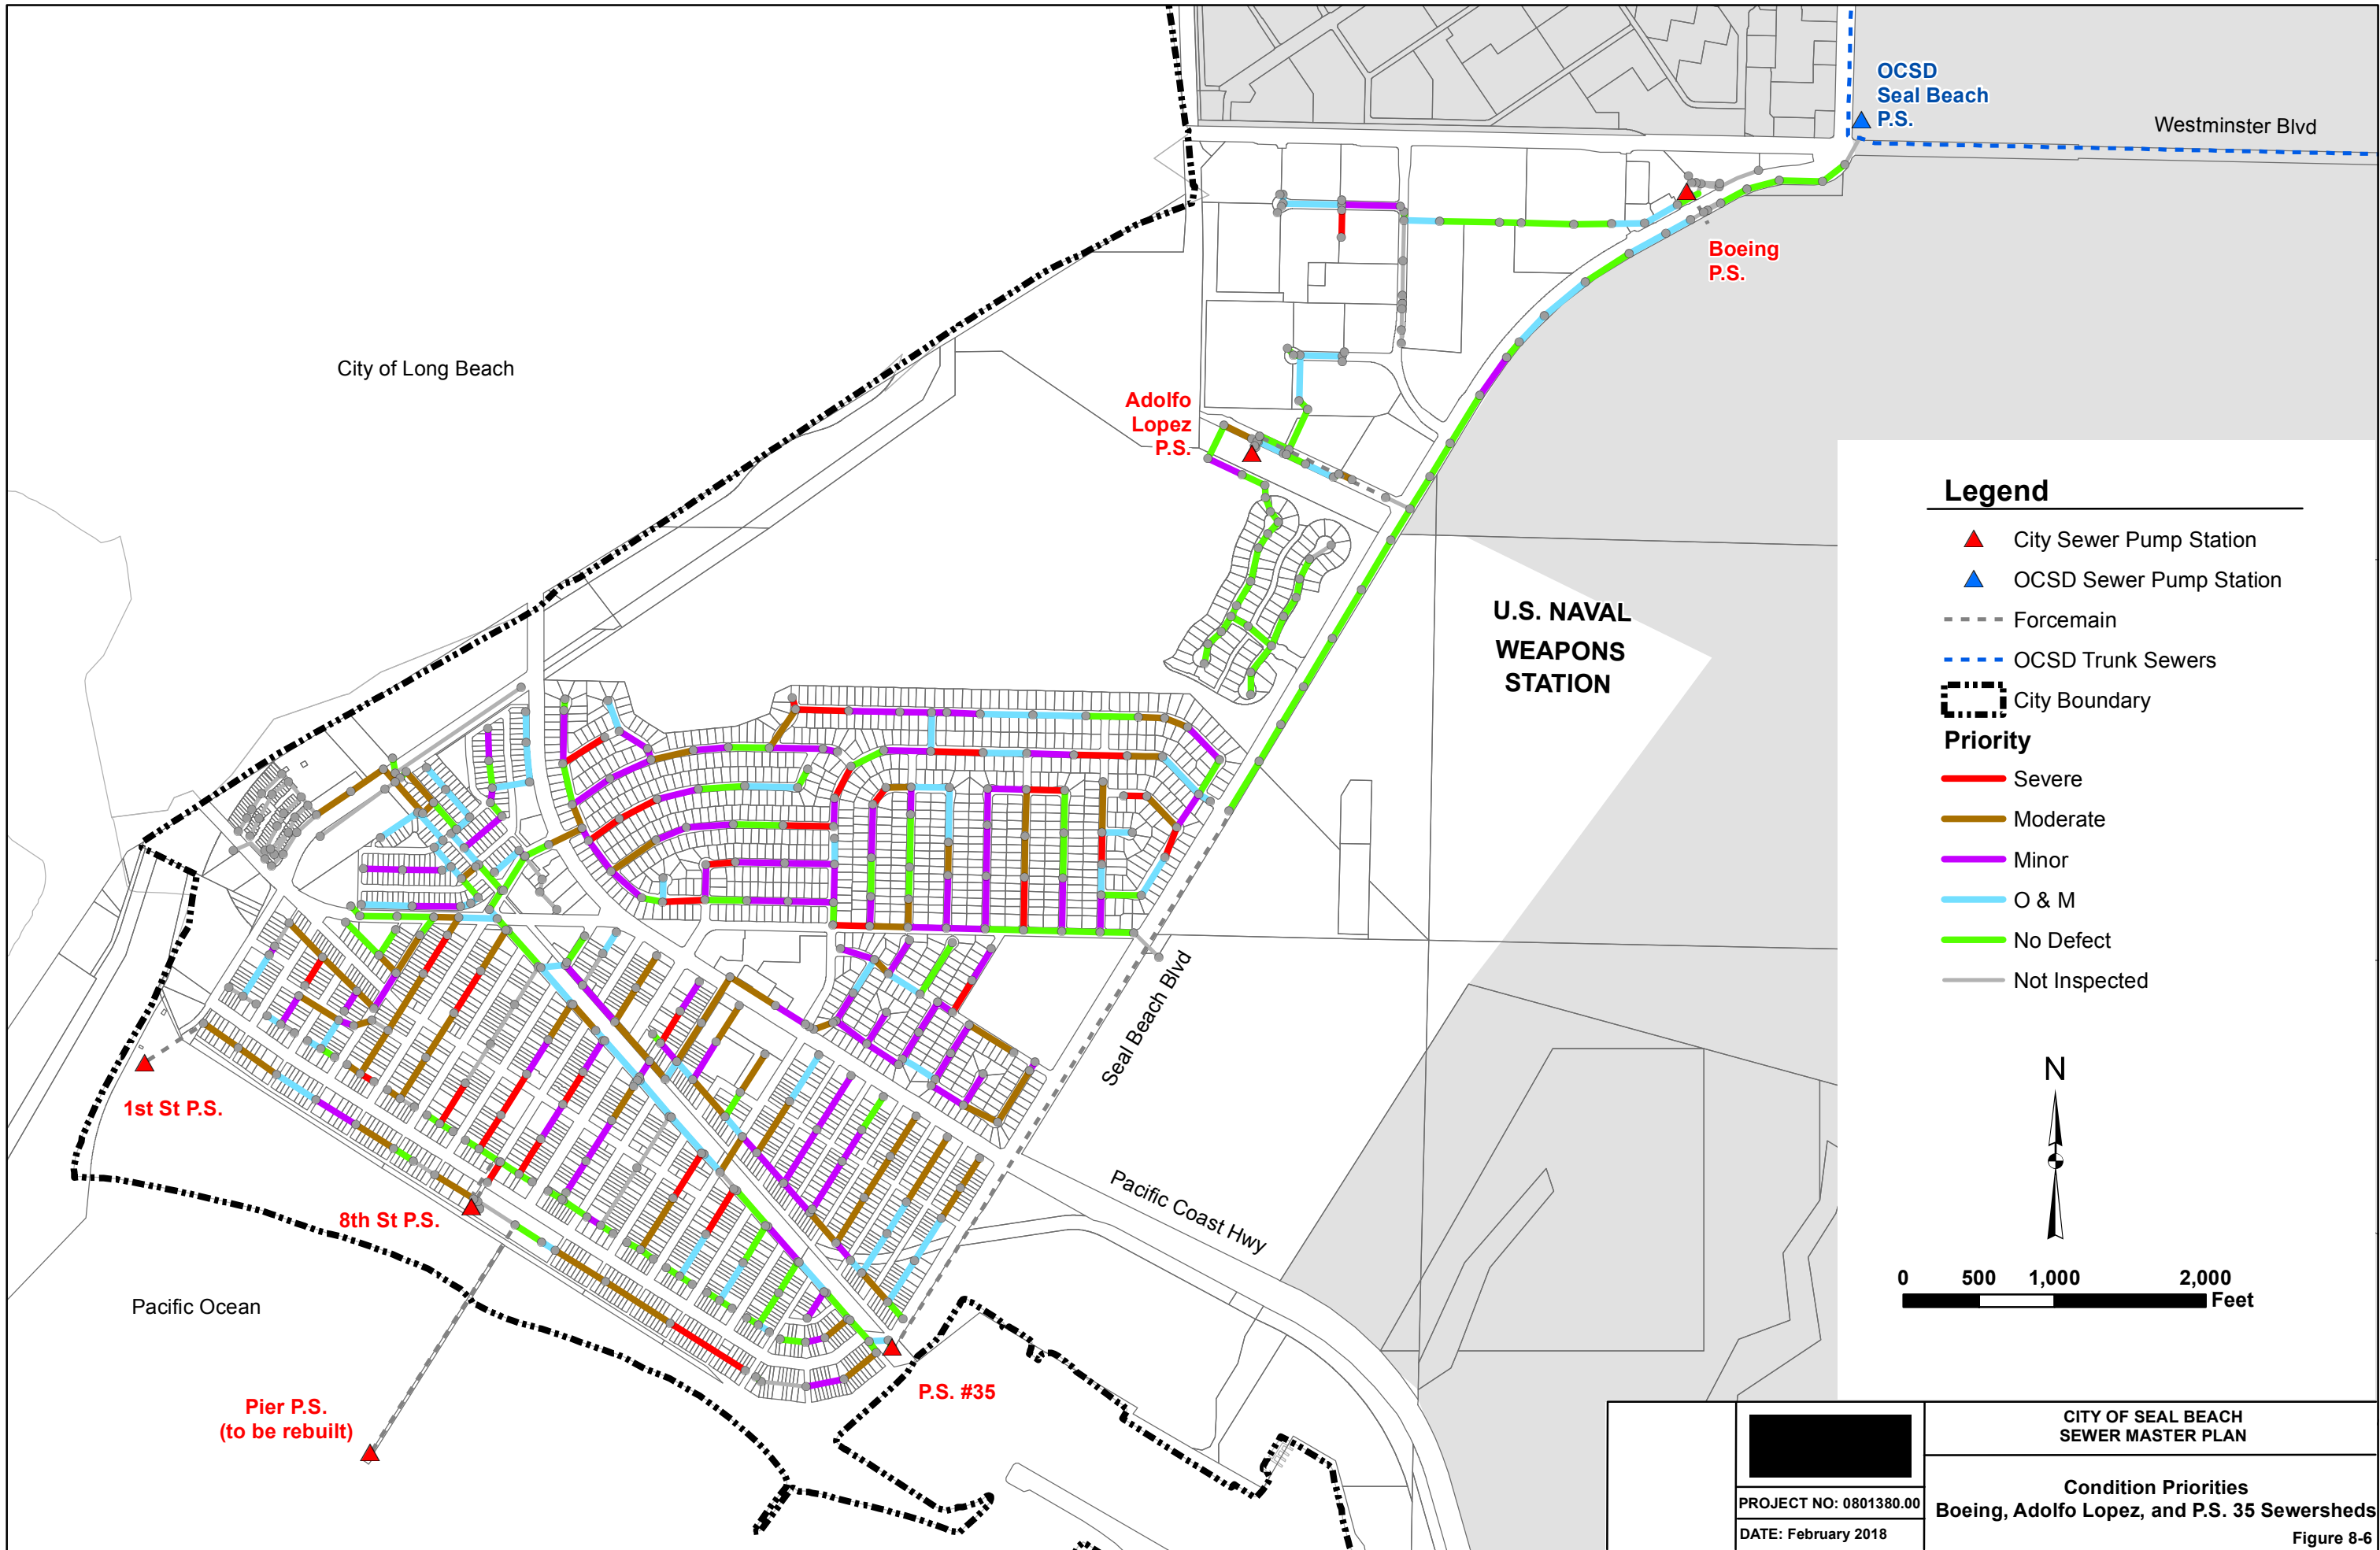 OCSD
Seal Beach
P.S.
Westminster Blvd
Boeing
P.S.
City of Long Beach
Adolfo
Lopez
P.S.
U.S. NAVAL
WEAPONS
STATION
Legend
City Sewer Pump Station
OCSD Sewer Pump Station
Forcemain
OCSD Trunk Sewers
City Boundary
Priority
Severe
Moderate
Minor
O & M
No Defect
Not Inspected
N
0 500 1,000 2,000
Feet
Seal Beach Blvd
Pacific Coast Hwy
1st St P.S.
8th St P.S.
Pacific Ocean
Pier P.S.
(to be rebuilt)
P.S. #35
CITY OF SEAL BEACH
SEWER MASTER PLAN
PROJECT NO: 0801380.00
DATE: February 2018
Condition Priorities
Boeing, Adolfo Lopez, and P.S. 35 Sewersheds
Figure 8-6